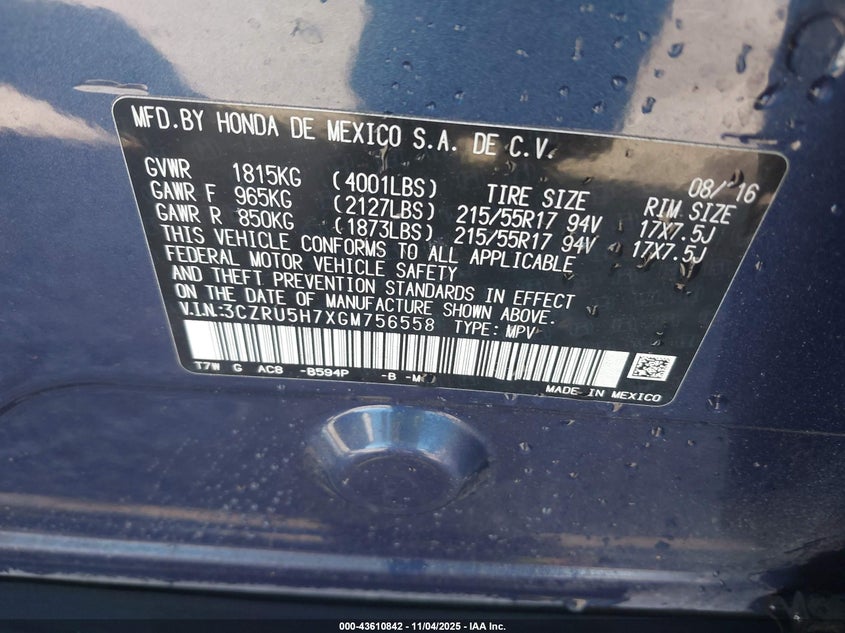 MFD.BY HONDA DE MEXICO S.A. DE C.V.
08/'16
GVWR 1815KG (4001LBS) TIRE SIZE RIM SIZE
GAWR F 965KG (2127LBS) 215/55R17 94V 17X7.5J
GAWR R 850KG (1873LBS) 215/55R17 94V 17X7.5J
THIS VEHICLE CONFORMS TO ALL APPLICABLE
FEDERAL MOTOR VEHICLE SAFETY
AND THEFT PREVENTION STANDARDS IN EFFECT
ON THE DATE OF MANUFACTURE SHOWN ABOVE.
V.I.N:3CZRU5H7XGM756558 TYPE: MPV
T7W G AC8 -B594P -B -M
MADE IN MEXICO
000-43610842 - 11/04/2025 - IAA Inc.